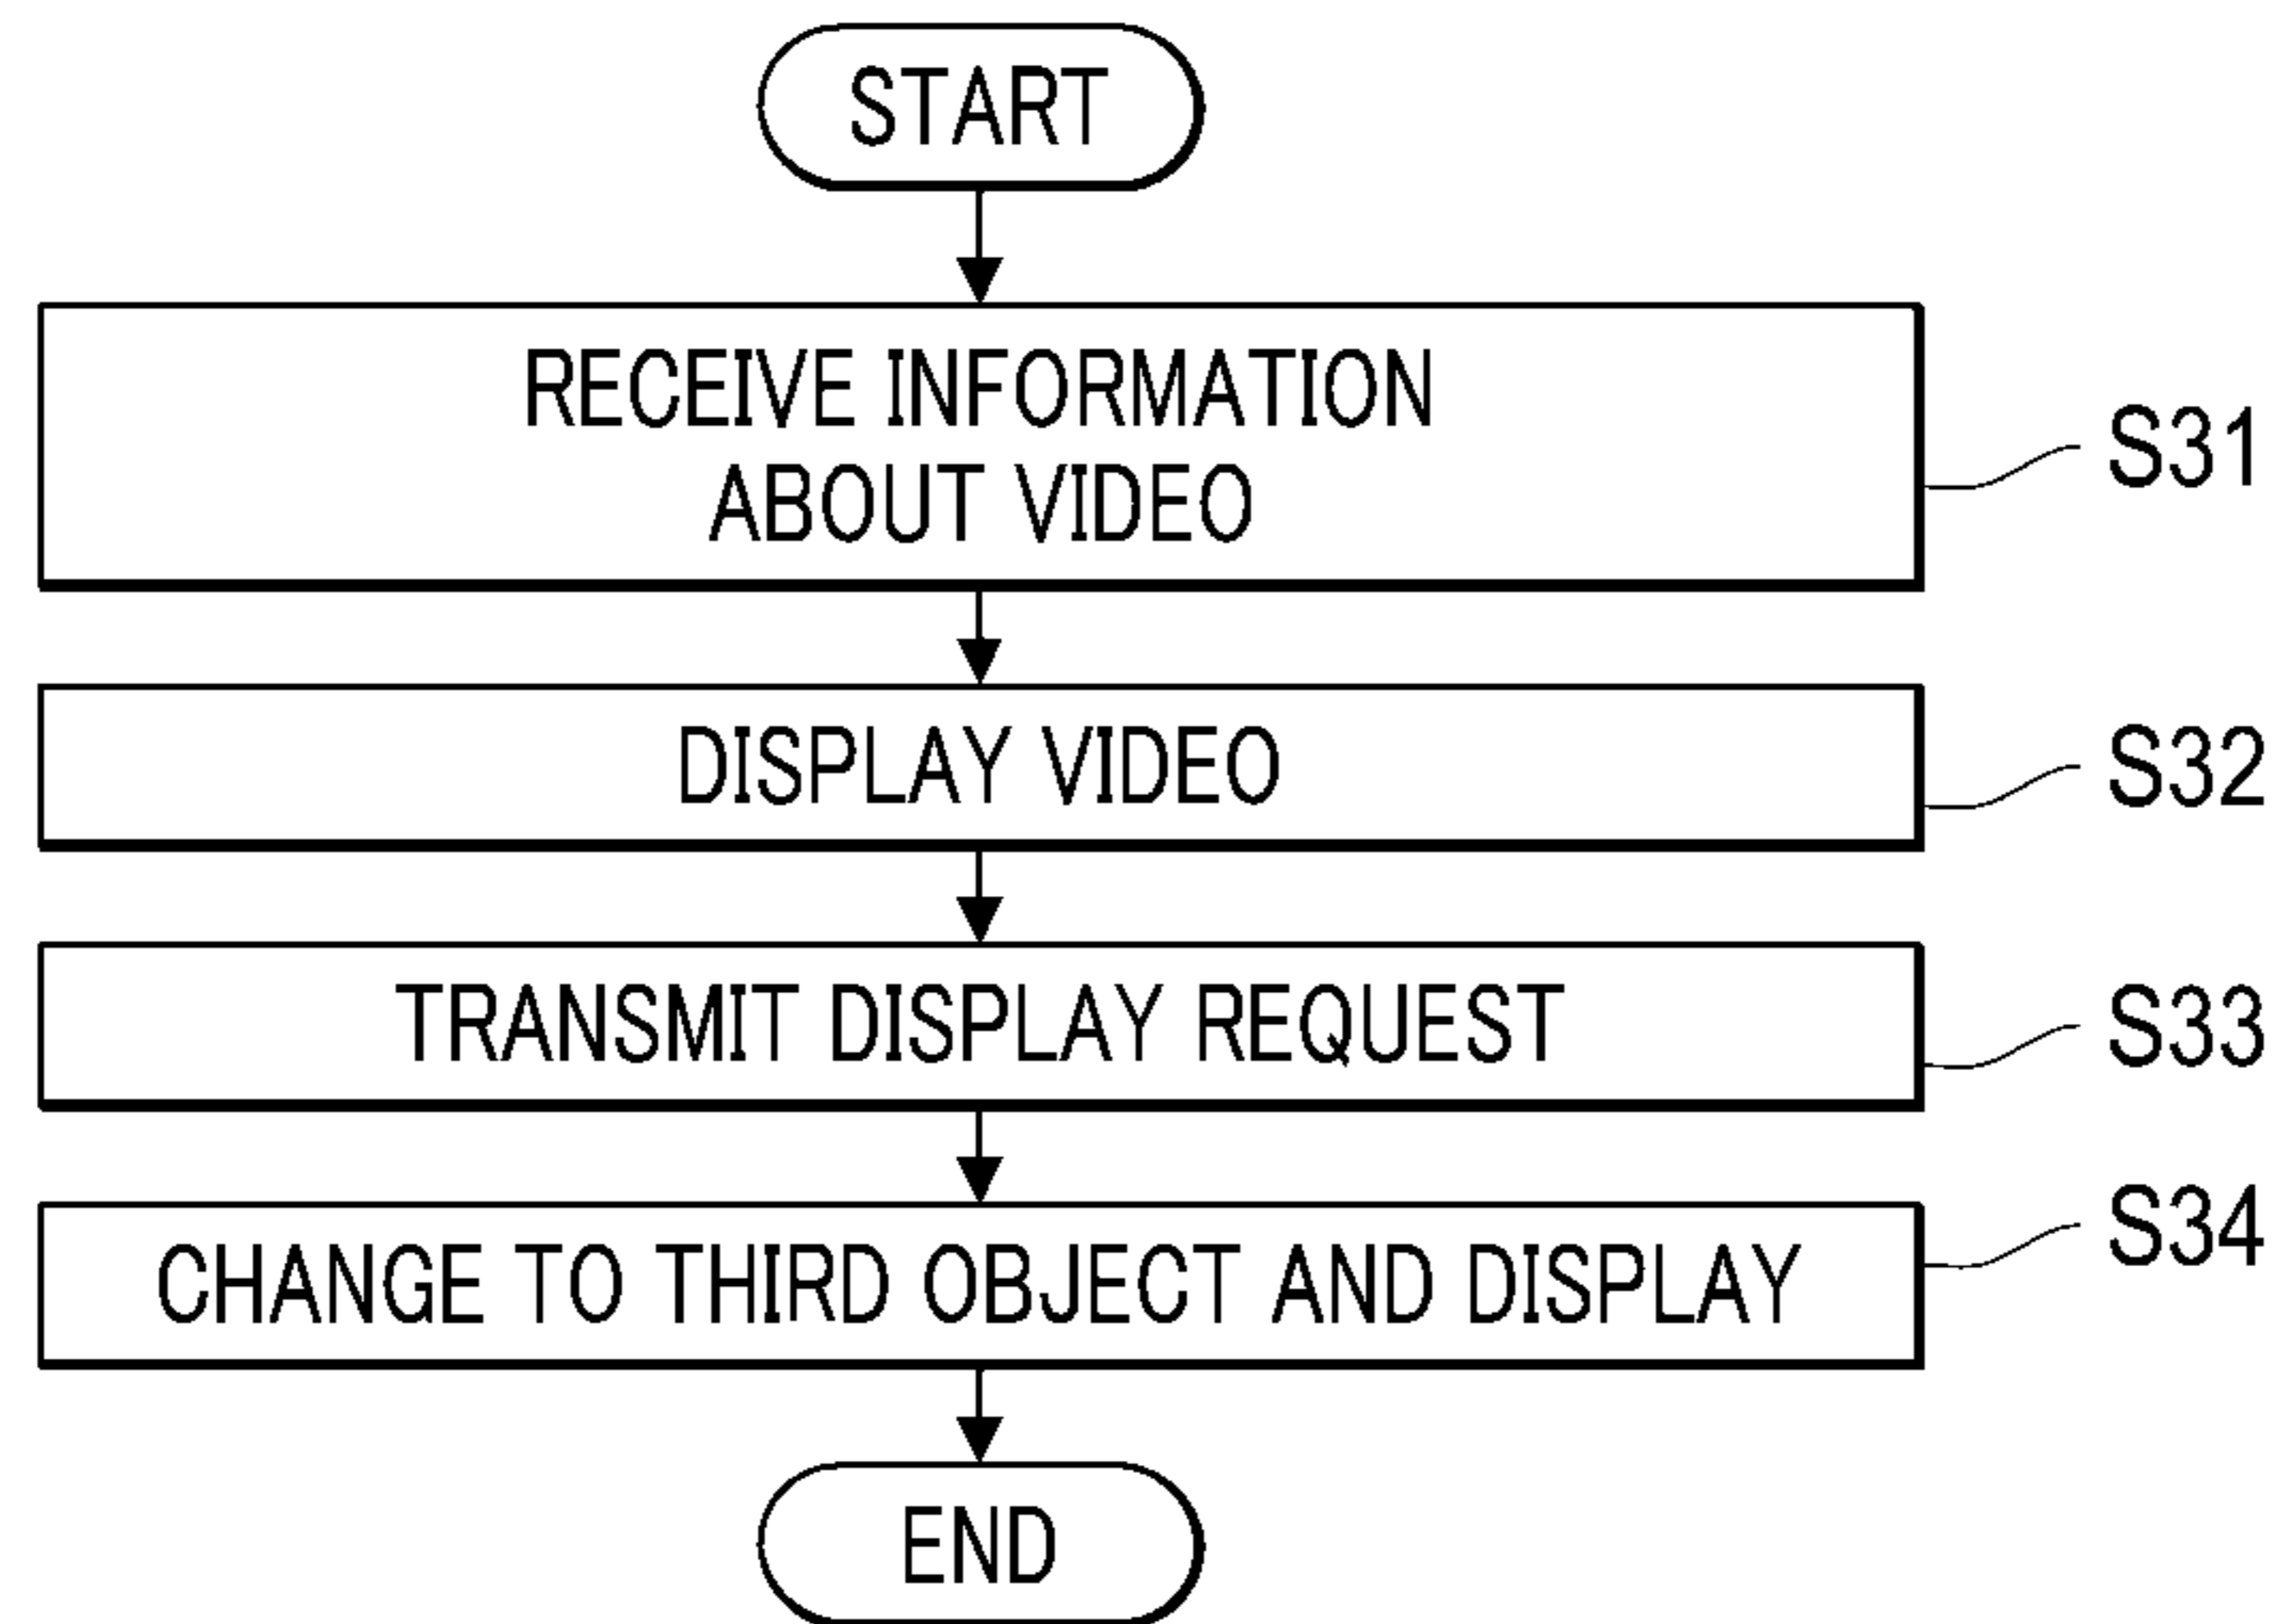 START
RECEIVE INFORMATION
ABOUT VIDEO
S31
DISPLAY VIDEO
S32
TRANSMIT DISPLAY REQUEST
S33
CHANGE TO THIRD OBJECT AND DISPLAY
S34
END